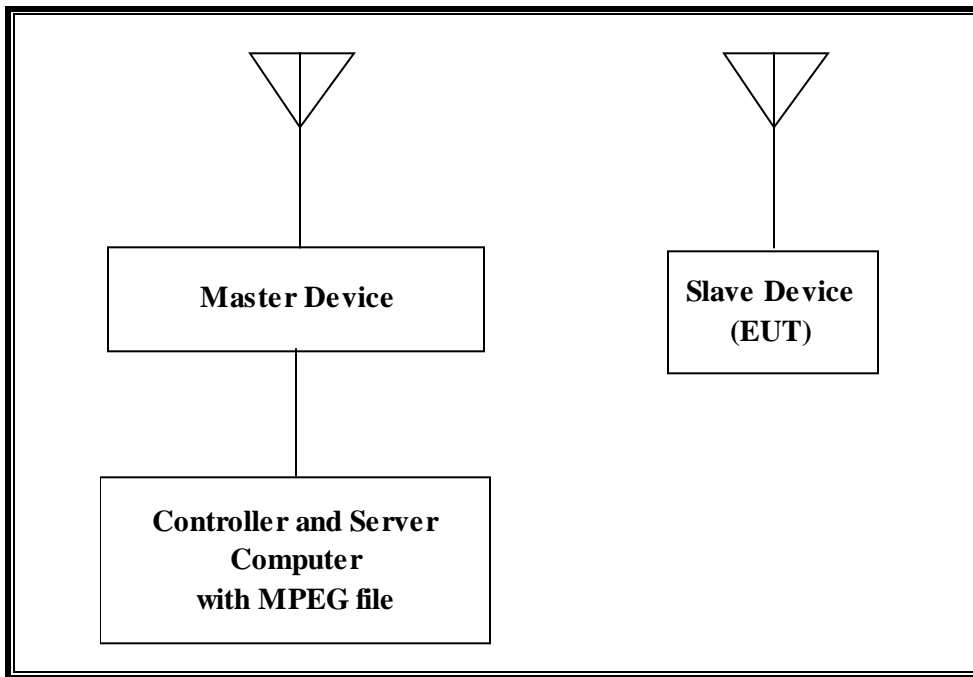 Master Device
Slave Device
(EUT)
Controller and Server
Computer
with MPEG file